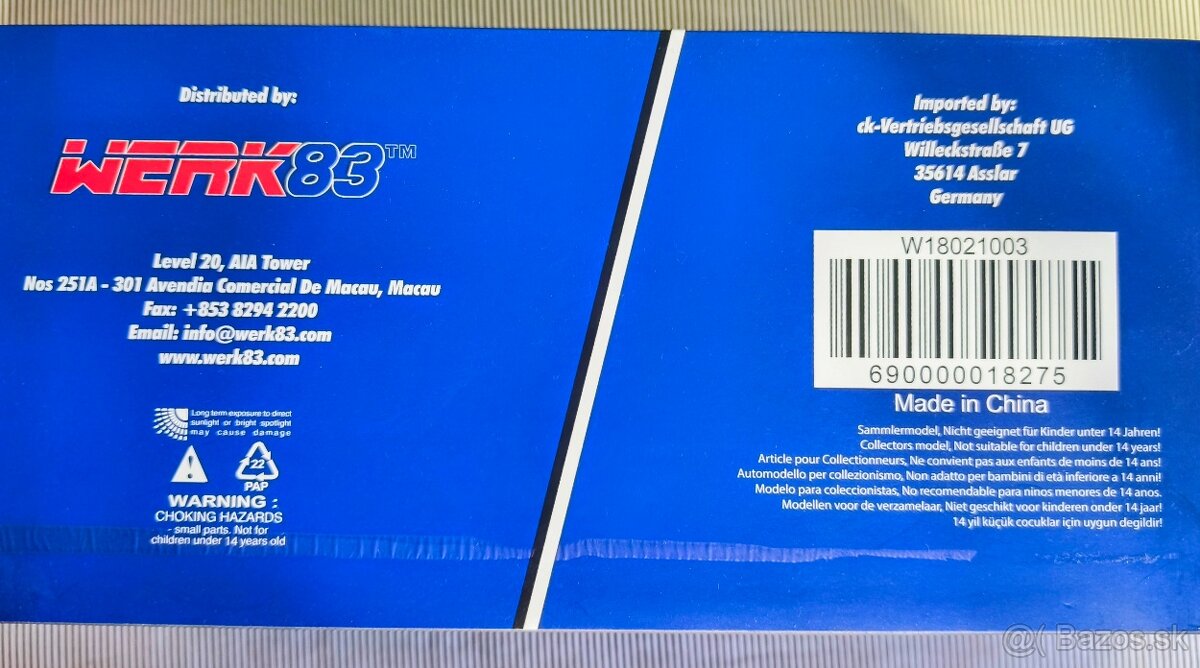 Distributed by:
WERK83™
Level 20, AIA Tower
Nos 251A - 301 Avendia Comercial De Macau, Macau
Fax: +853 8294 2200
Email: info@werk83.com
www.werk83.com
Long term exposure to direct
sunlight or bright spotlight
may cause damage
22
PAP
WARNING :
CHOKING HAZARDS
- small parts. Not for
children under 14 years old
Imported by:
ck-Vertriebsgesellschaft UG
Willeckstraße 7
35614 Asslar
Germany
W18021003
690000018275
Made in China
Sammlermodel, Nicht geeignet für Kinder unter 14 Jahren!
Collectors model, Not suitable for children under 14 years!
Article pour Collectionneurs, Ne convient pas aux enfants de moins de 14 ans!
Automodello per collezionismo, Non adatto per bambini di età inferiore a 14 anni!
Modelo para coleccionistas, No recomendable para ninos menores de 14 anos.
Modellen voor de verzamelaar, Niet geschikt voor kinderen onder 14 jaar!
14 yil küçük cocuklar için uygun degildir!
@( Bazos.sk